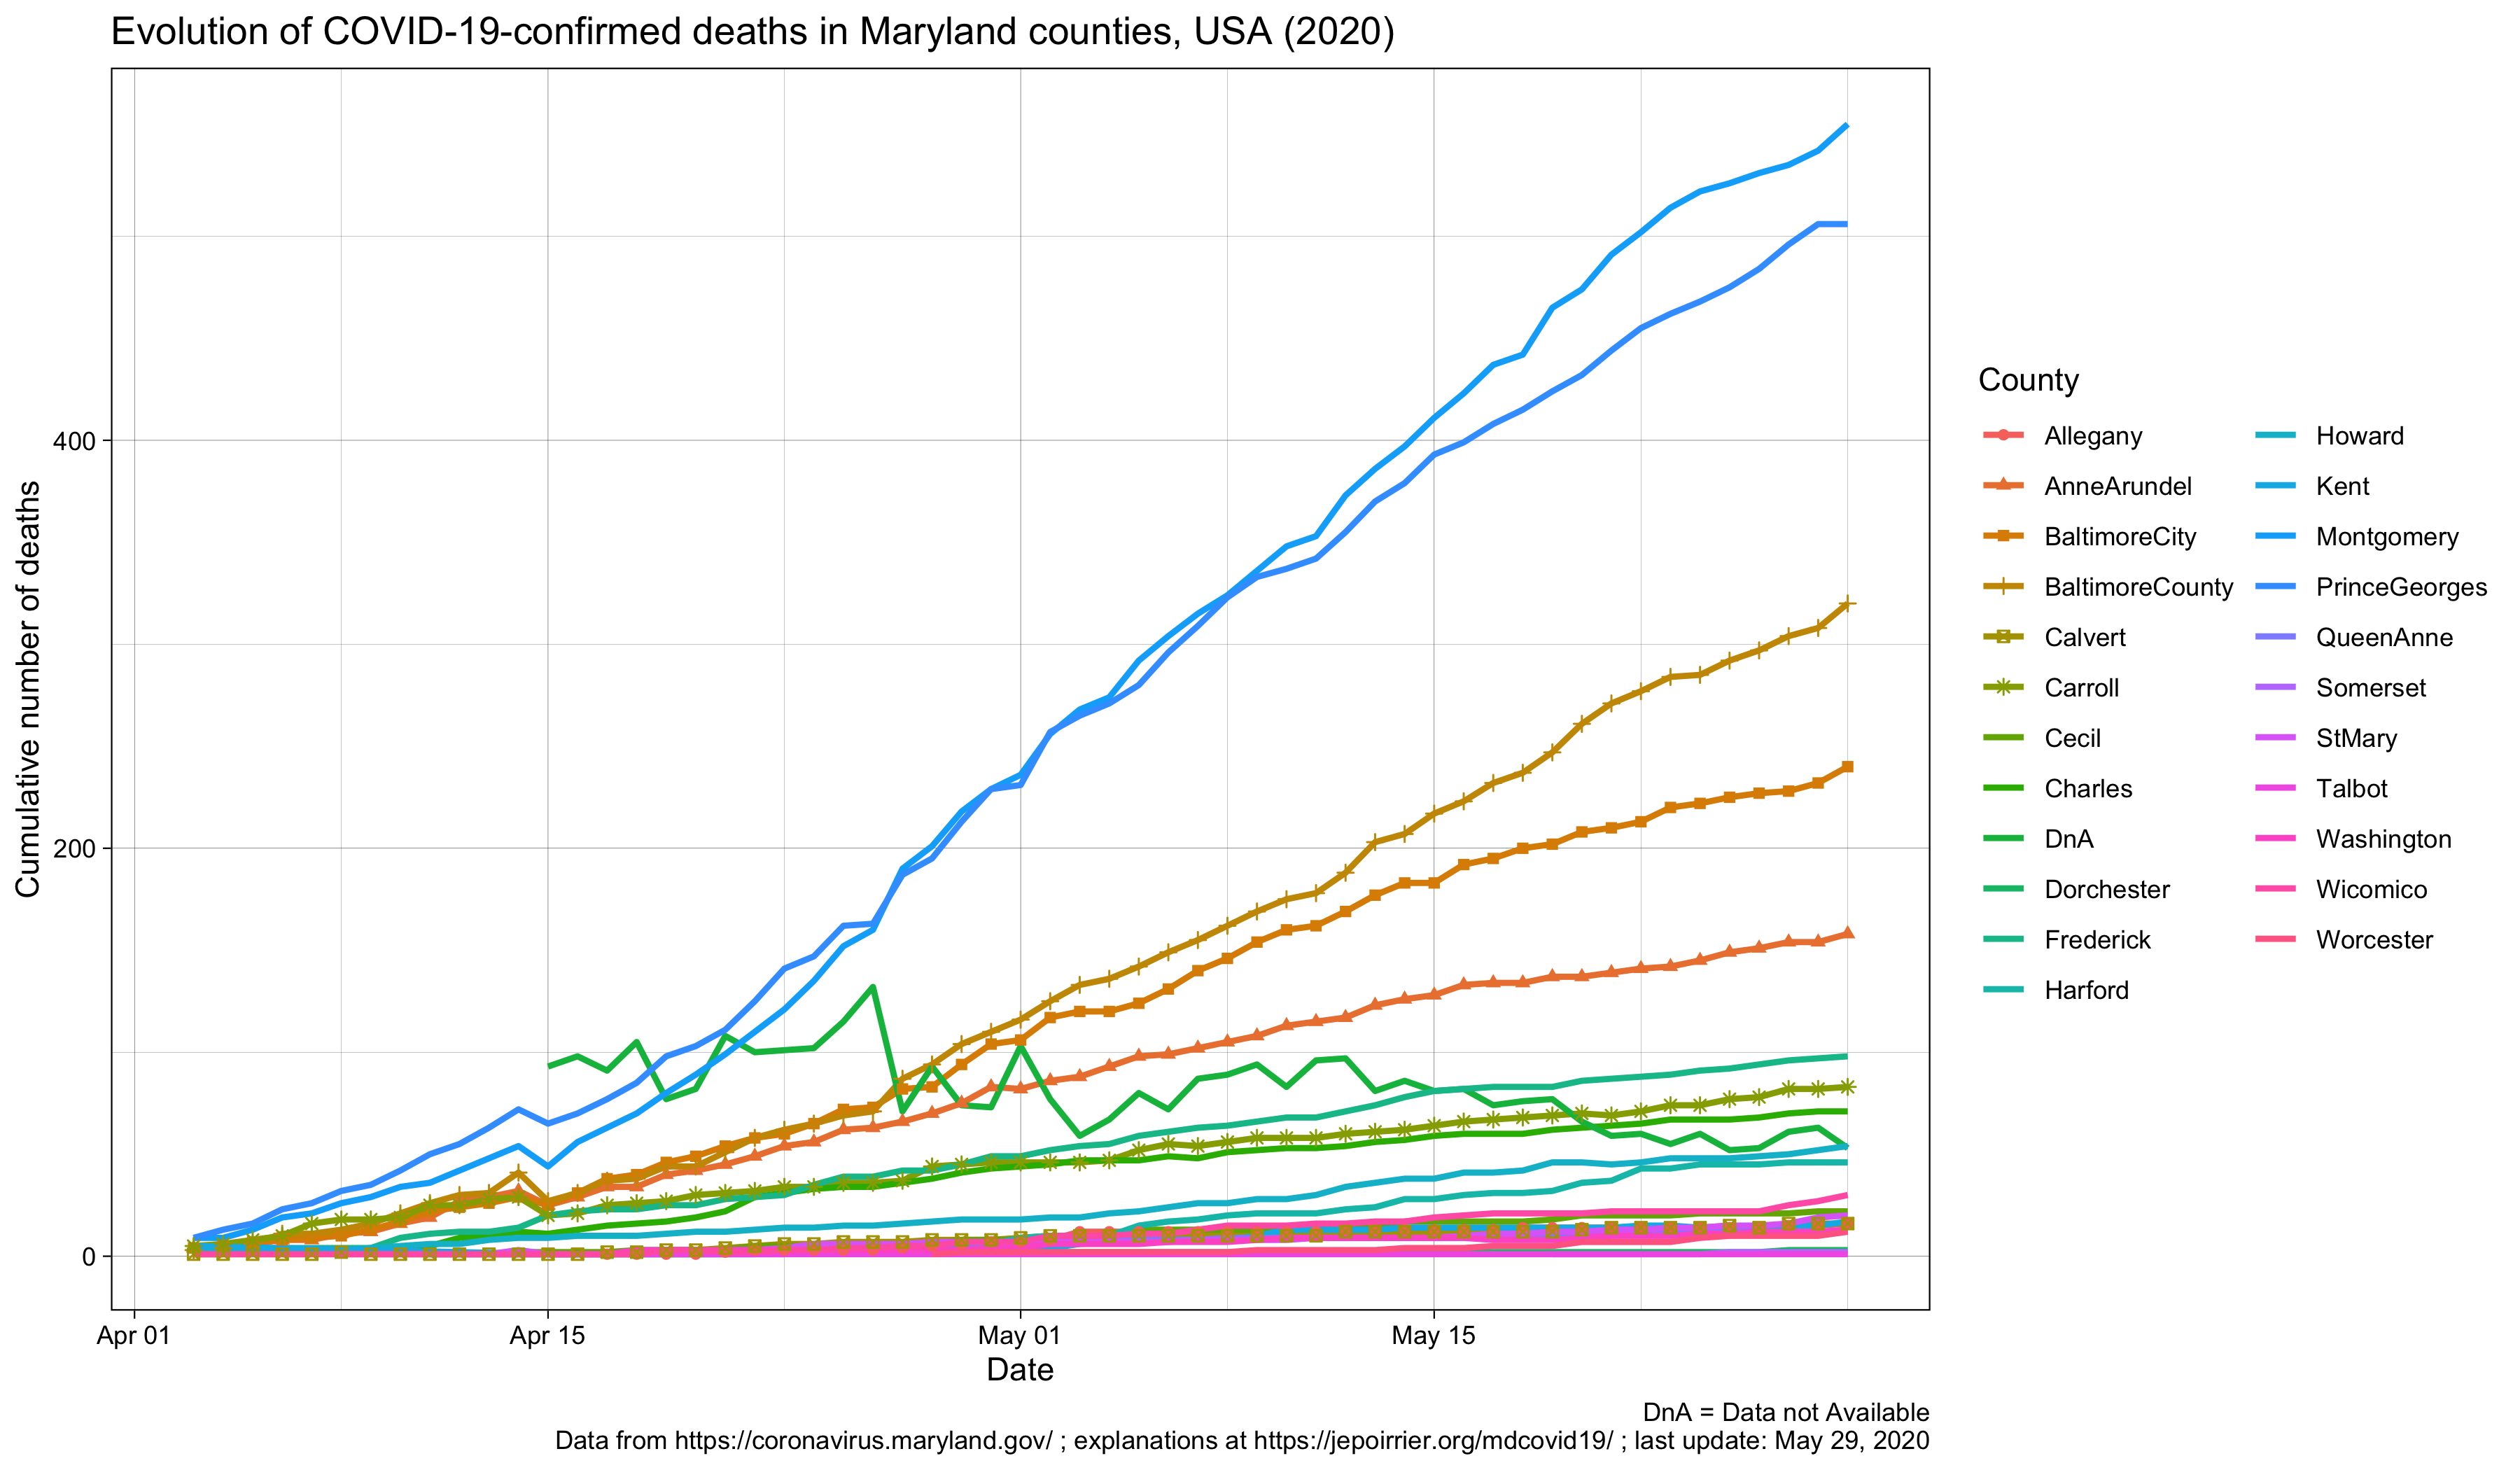 Evolution of COVID-19-confirmed deaths in Maryland counties, USA (2020)
Cumulative number of deaths
400
200
0
Apr 01
Apr 15
May 01
May 15
Date
County
Allegany
AnneArundel
BaltimoreCity
BaltimoreCounty
Calvert
Carroll
Cecil
Charles
DnA
Dorchester
Frederick
Harford
Howard
Kent
Montgomery
PrinceGeorges
QueenAnne
Somerset
StMary
Talbot
Washington
Wicomico
Worcester
DnA = Data not Available
Data from https://coronavirus.maryland.gov/ ; explanations at https://jepoirrier.org/mdcovid19/ ; last update: May 29, 2020